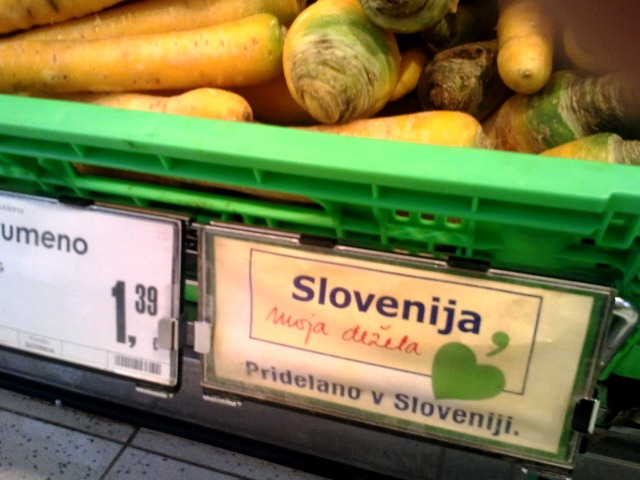 umeno
1,39
€
Slovenija
moja dežela
Pridelano v Sloveniji.